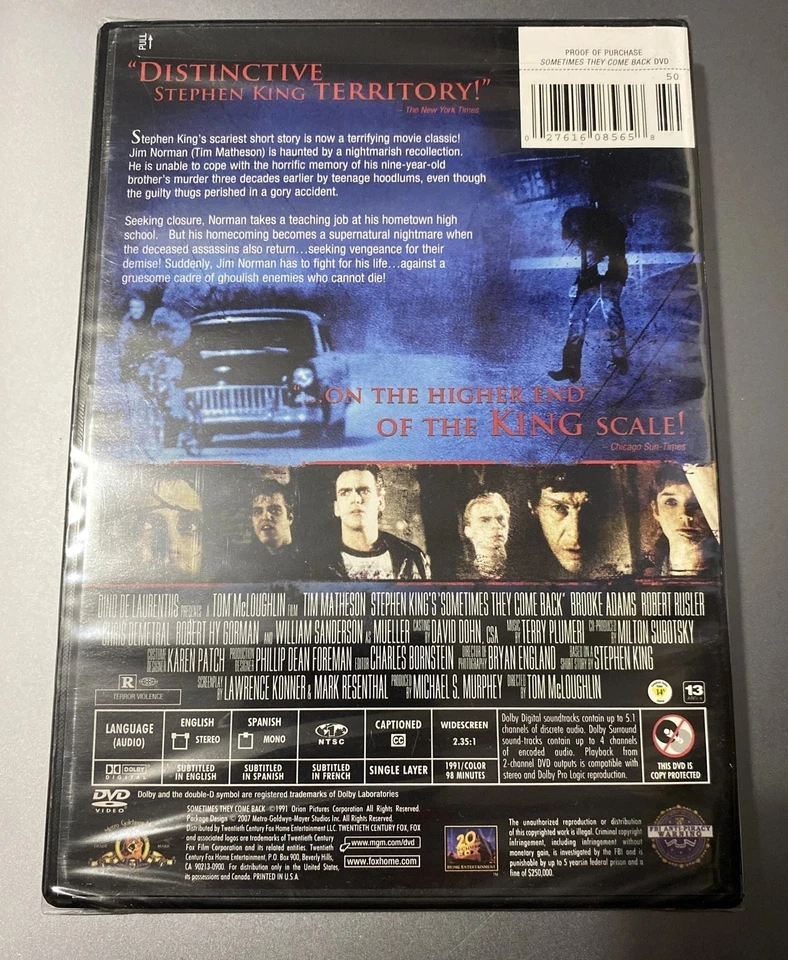 PULL
PROOF OF PURCHASE
SOMETIMES THEY COME BACK DVD
50
0 27616 08565 8
"DISTINCTIVE
STEPHEN KING TERRITORY!"
– The New York Times
Stephen King's scariest short story is now a terrifying movie classic!
Jim Norman (Tim Matheson) is haunted by a nightmarish recollection.
He is unable to cope with the horrific memory of his nine-year-old
brother's murder three decades earlier by teenage hoodlums, even though
the guilty thugs perished in a gory accident.
Seeking closure, Norman takes a teaching job at his hometown high
school. But his homecoming becomes a supernatural nightmare when
the deceased assassins also return...seeking vengeance for their
demise! Suddenly, Jim Norman has to fight for his life...against a
gruesome cadre of ghoulish enemies who cannot die!
"...ON THE HIGHER END
OF THE KING SCALE!
– Chicago Sun-Times
DINO DE LAURENTIIS PRESENTS A TOM McLOUGHLIN FILM TIM MATHESON STEPHEN KING'S 'SOMETIMES THEY COME BACK' BROOKE ADAMS ROBERT RUSLER
CHRIS DEMETRAL ROBERT HY GORMAN AND WILLIAM SANDERSON AS MUELLER CASTING BY DAVID DOHN, CSA MUSIC BY TERRY PLUMERI CO-PRODUCED BY MILTON SUBOTSKY
COSTUME DESIGNER KAREN PATCH PRODUCTION DESIGNER PHILLIP DEAN FOREMAN EDITOR CHARLES BORNSTEIN DIRECTOR OF PHOTOGRAPHY BRYAN ENGLAND BASED ON A SHORT STORY BY STEPHEN KING
SCREENPLAY BY LAWRENCE KONNER & MARK ROSENTHAL PRODUCED BY MICHAEL S. MURPHEY DIRECTED BY TOM McLOUGHLIN
R
TERROR VIOLENCE
14
13
LANGUAGE
(AUDIO)
ENGLISH
STEREO
SPANISH
MONO
NTSC
CAPTIONED
CC
WIDESCREEN
2.35:1
DOLBY
DIGITAL
SUBTITLED
IN ENGLISH
SUBTITLED
IN SPANISH
SUBTITLED
IN FRENCH
SINGLE LAYER
1991/COLOR
98 MINUTES
Dolby Digital soundtracks contain up to 5.1
channels of discrete audio. Dolby Surround
sound-tracks contain up to 4 channels
of encoded audio. Playback from
2-channel DVD outputs is compatible with
stereo and Dolby Pro Logic reproduction.
THIS DVD IS
COPY PROTECTED
DVD
VIDEO
Dolby and the double-D symbol are registered trademarks of Dolby Laboratories
SOMETIMES THEY COME BACK ©1991 Orion Pictures Corporation All Rights Reserved.
Package Design © 2007 Metro-Goldwyn-Mayer Studios Inc. All Rights Reserved.
Distributed by Twentieth Century Fox Home Entertainment LLC. TWENTIETH CENTURY FOX, FOX
and associated logos are trademarks of Twentieth Century
Fox Film Corporation and its related entities. Twentieth
Century Fox Home Entertainment, P.O. Box 900, Beverly Hills,
CA 90213-0900. For distribution only in the United States,
its possessions and Canada. PRINTED IN U.S.A.
www.mgm.com/dvd
www.foxhome.com
20
HOME ENTERTAINMENT
The unauthorized reproduction or distribution
of this copyrighted work is illegal. Criminal copyright
infringement, including infringement without
monetary gain, is investigated by the FBI and is
punishable by up to 5 years in federal prison and a
fine of $250,000.
FBI ANTI-PIRACY
WARNING